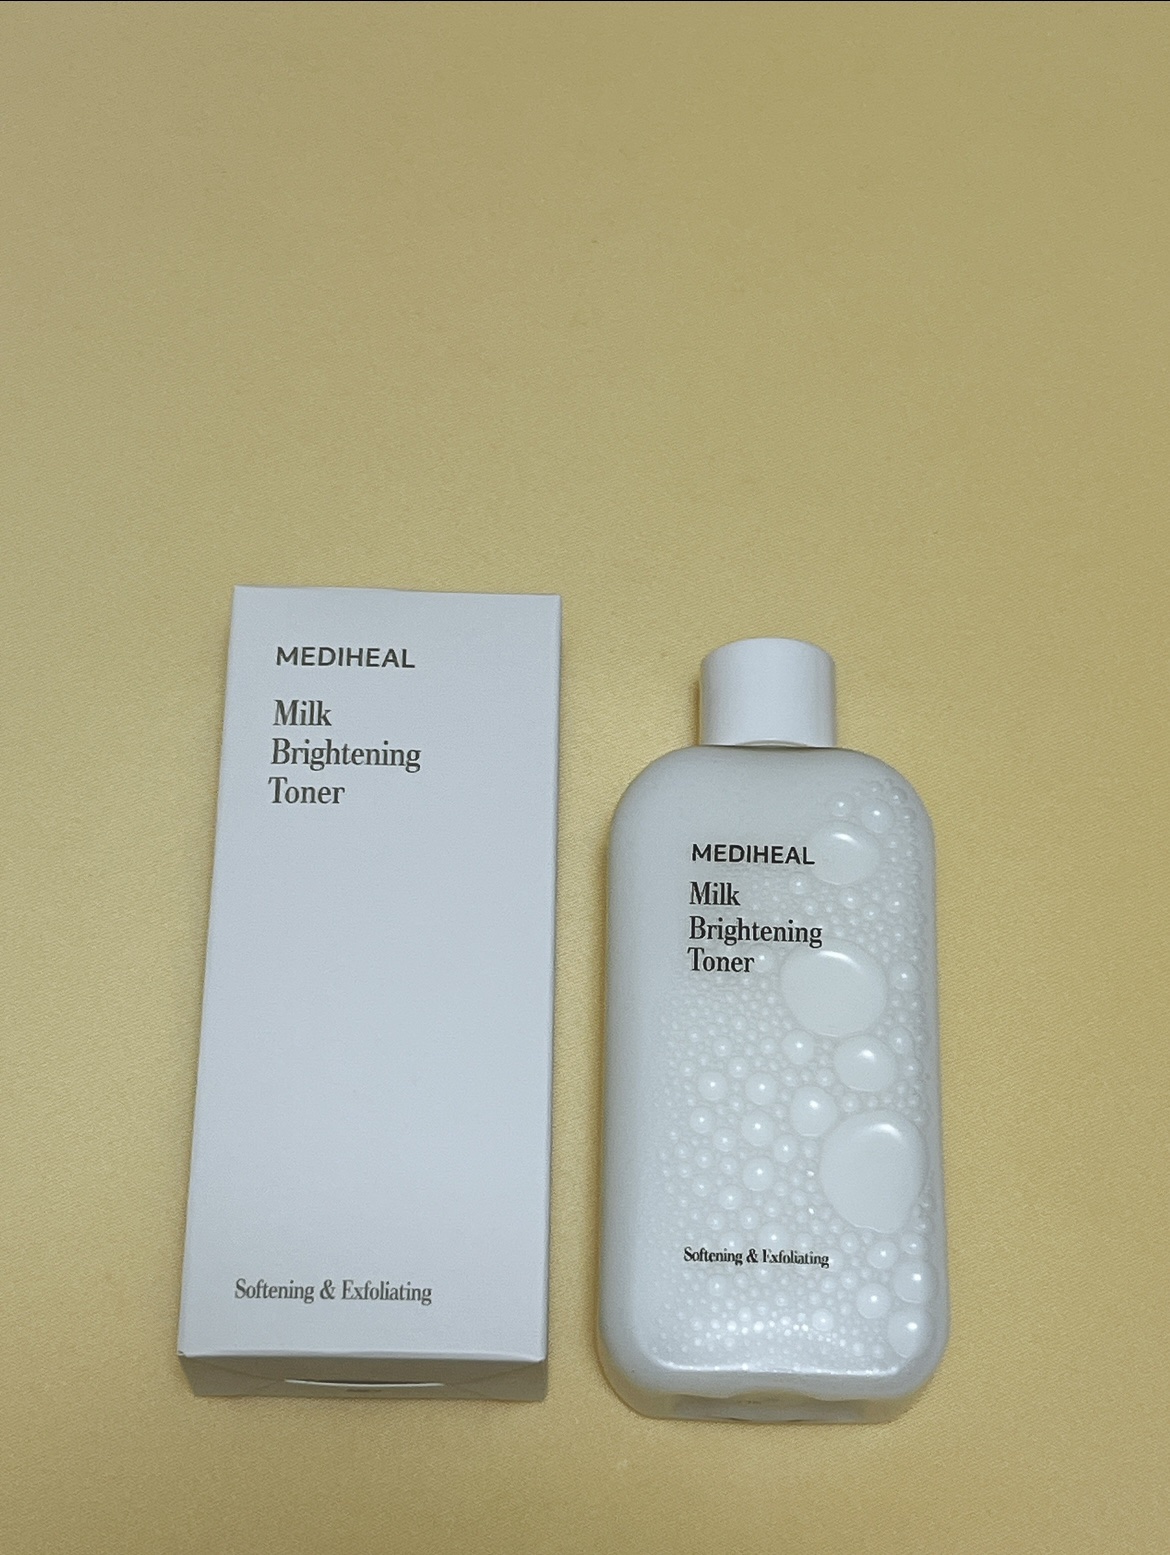 MEDIHEAL
Milk
Brightening
Toner
Softening & Exfoliating
MEDIHEAL
Milk
Brightening
Toner
Softening & Exfoliating